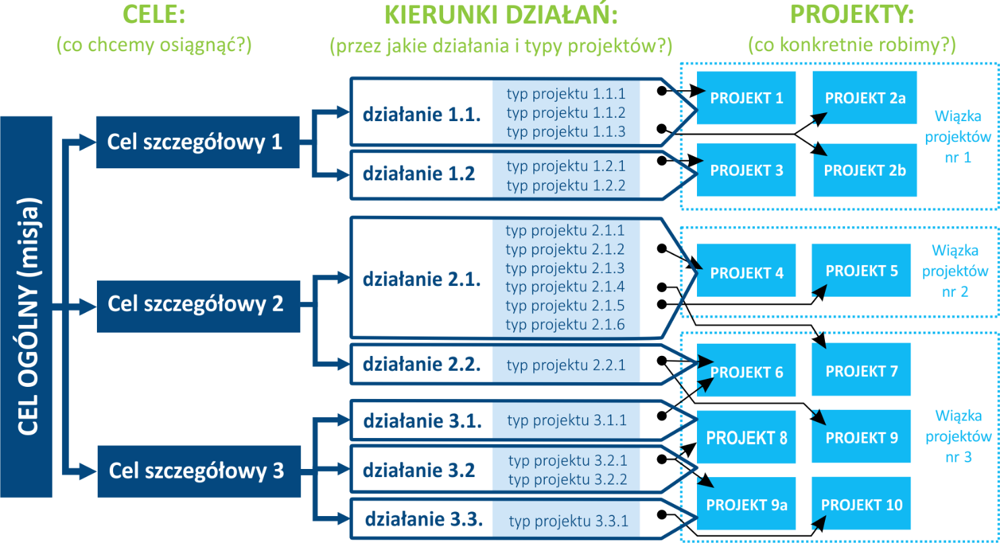 CELE:
(co chcemy osiągnąć?)
KIERUNKI DZIAŁAŃ:
(przez jakie działania i typy projektów?)
PROJEKTY:
(co konkretnie robimy?)
CEL OGÓLNY (misja)
Cel szczegółowy 1
działanie 1.1.
typ projektu 1.1.1
typ projektu 1.1.2
typ projektu 1.1.3
działanie 1.2
typ projektu 1.2.1
typ projektu 1.2.2
PROJEKT 1
PROJEKT 2a
PROJEKT 3
PROJEKT 2b
Wiązka
projektów
nr 1
Cel szczegółowy 2
działanie 2.1.
typ projektu 2.1.1
typ projektu 2.1.2
typ projektu 2.1.3
typ projektu 2.1.4
typ projektu 2.1.5
typ projektu 2.1.6
działanie 2.2.
typ projektu 2.2.1
PROJEKT 4
PROJEKT 5
Wiązka
projektów
nr 2
Cel szczegółowy 3
działanie 3.1.
typ projektu 3.1.1
działanie 3.2
typ projektu 3.2.1
typ projektu 3.2.2
działanie 3.3.
typ projektu 3.3.1
PROJEKT 6
PROJEKT 7
PROJEKT 8
PROJEKT 9
PROJEKT 9a
PROJEKT 10
Wiązka
projektów
nr 3